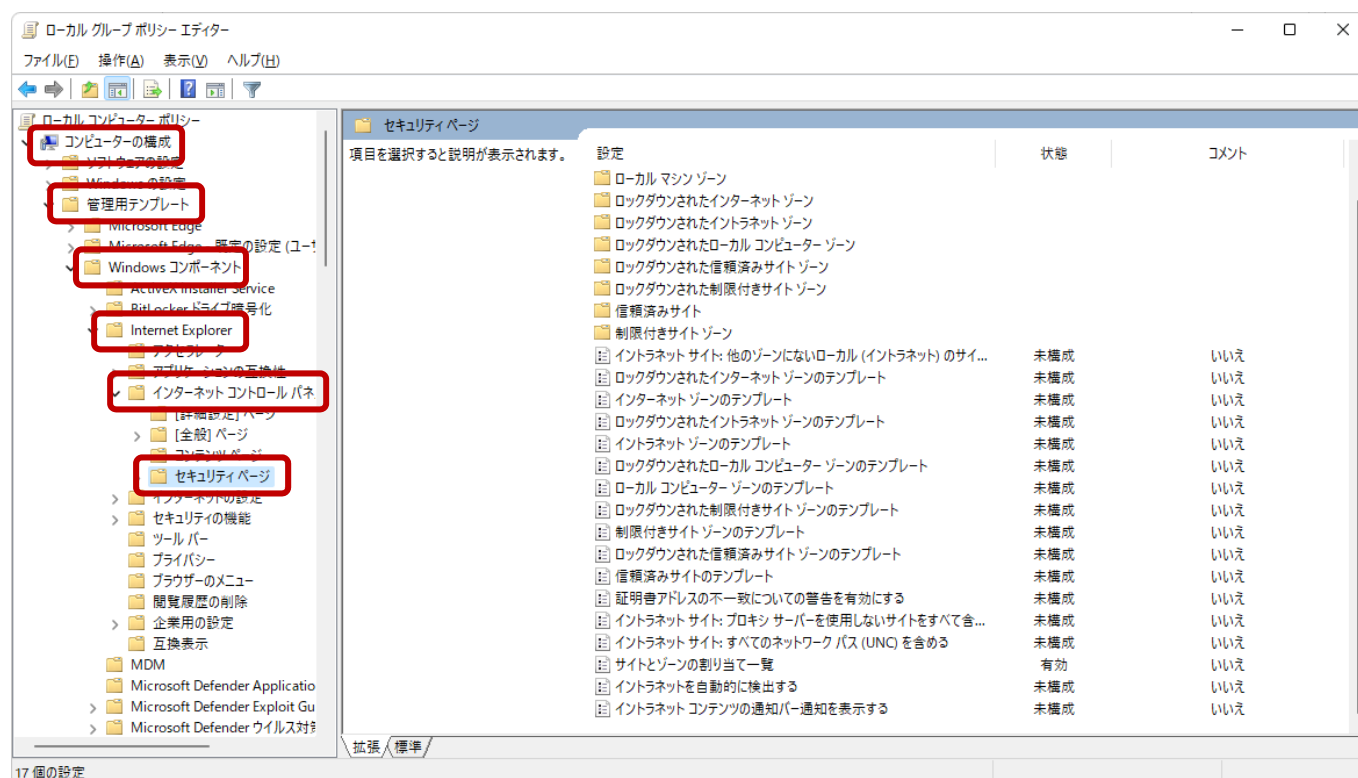 ローカル グループ ポリシー エディター
ファイル(F) 操作(A) 表示(V) ヘルプ(H)
ローカル コンピューター ポリシー
コンピューターの構成
ソフトウェアの設定
Windows の設定
管理用テンプレート
Microsoft Edge
Microsoft Edge - 既定の設定 (ユーザ
Windows コンポーネント
ActiveX Installer Service
BitLocker ドライブ暗号化
Internet Explorer
アクセラレータ
アプリケーションの互換性
インターネット コントロール パネ
[詳細設定] ページ
[全般] ページ
コンテンツ ページ
セキュリティ ページ
インターネットの設定
セキュリティの機能
ツール バー
プライバシー
ブラウザーのメニュー
閲覧履歴の削除
企業用の設定
互換表示
MDM
Microsoft Defender Applicatio
Microsoft Defender Exploit Gu
Microsoft Defender ウイルス対策
セキュリティ ページ
項目を選択すると説明が表示されます。
設定 状態 コメント
ローカル マシン ゾーン
ロックダウンされたインターネット ゾーン
ロックダウンされたイントラネット ゾーン
ロックダウンされたローカル コンピューター ゾーン
ロックダウンされた信頼済みサイト ゾーン
ロックダウンされた制限付きサイト ゾーン
信頼済みサイト
制限付きサイト ゾーン
イントラネット サイト: 他のゾーンにないローカル (イントラネット) のサイ... 未構成 いいえ
ロックダウンされたインターネット ゾーンのテンプレート 未構成 いいえ
インターネット ゾーンのテンプレート 未構成 いいえ
ロックダウンされたイントラネット ゾーンのテンプレート 未構成 いいえ
イントラネット ゾーンのテンプレート 未構成 いいえ
ロックダウンされたローカル コンピューター ゾーンのテンプレート 未構成 いいえ
ローカル コンピューター ゾーンのテンプレート 未構成 いいえ
ロックダウンされた制限付きサイト ゾーンのテンプレート 未構成 いいえ
制限付きサイト ゾーンのテンプレート 未構成 いいえ
ロックダウンされた信頼済みサイト ゾーンのテンプレート 未構成 いいえ
信頼済みサイトのテンプレート 未構成 いいえ
証明書アドレスの不一致についての警告を有効にする 未構成 いいえ
イントラネット サイト: プロキシ サーバーを使用しないサイトをすべて含... 未構成 いいえ
イントラネット サイト: すべてのネットワーク パス (UNC) を含める 未構成 いいえ
サイトとゾーンの割り当て一覧 有効 いいえ
イントラネットを自動的に検出する 未構成 いいえ
イントラネット コンテンツの通知バー通知を表示する 未構成 いいえ
拡張 標準
17 個の設定